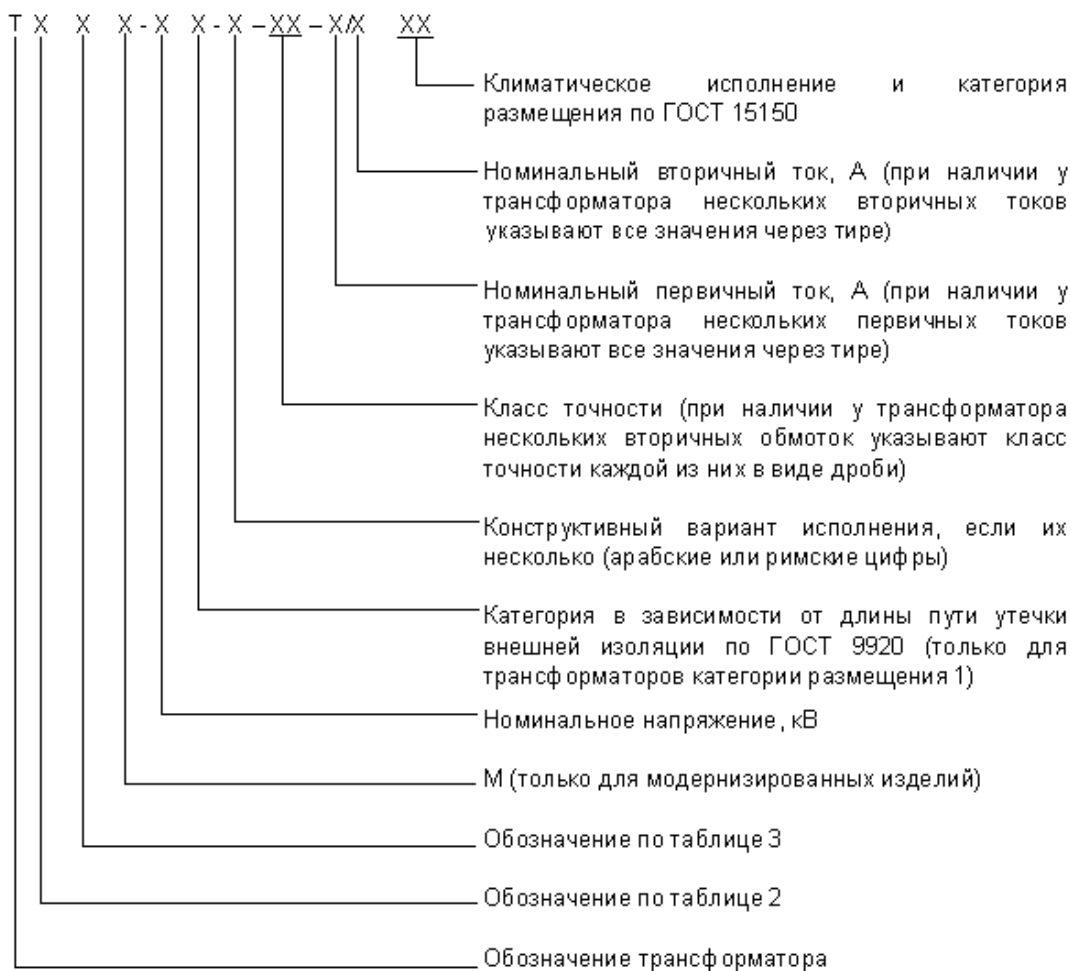 Т Х Х Х - Х Х - Х – ХХ – Х/Х ХХ
Климатическое исполнение и категория
размещения по ГОСТ 15150
Номинальный вторичный ток, А (при наличии у
трансформатора нескольких вторичных токов
указывают все значения через тире)
Номинальный первичный ток, А (при наличии у
трансформатора нескольких первичных токов
указывают все значения через тире)
Класс точности (при наличии у трансформатора
нескольких вторичных обмоток указывают класс
точности каждой из них в виде дроби)
Конструктивный вариант исполнения, если их
несколько (арабские или римские цифры)
Категория в зависимости от длины пути утечки
внешней изоляции по ГОСТ 9920 (только для
трансформаторов категории размещения 1)
Номинальное напряжение, кВ
М (только для модернизированных изделий)
Обозначение по таблице 3
Обозначение по таблице 2
Обозначение трансформатора